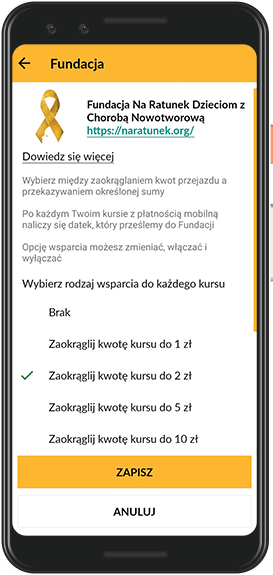 Fundacja
Fundacja Na Ratunek Dzieciom z
Chorobą Nowotworową
https://naratunek.org/
Dowiedz się więcej
Wybierz między zaokrąglaniem kwot przejazdu a
przekazywaniem określonej sumy
Po każdym Twoim kursie z płatnością mobilną
naliczy się datek, który prześlemy do Fundacji
Opcję wsparcia możesz zmieniać, włączać i
wyłączać
Wybierz rodzaj wsparcia do każdego kursu
Brak
Zaokrąglij kwotę kursu do 1 zł
Zaokrąglij kwotę kursu do 2 zł
Zaokrąglij kwotę kursu do 5 zł
Zaokrąglij kwotę kursu do 10 zł
ZAPISZ
ANULUJ